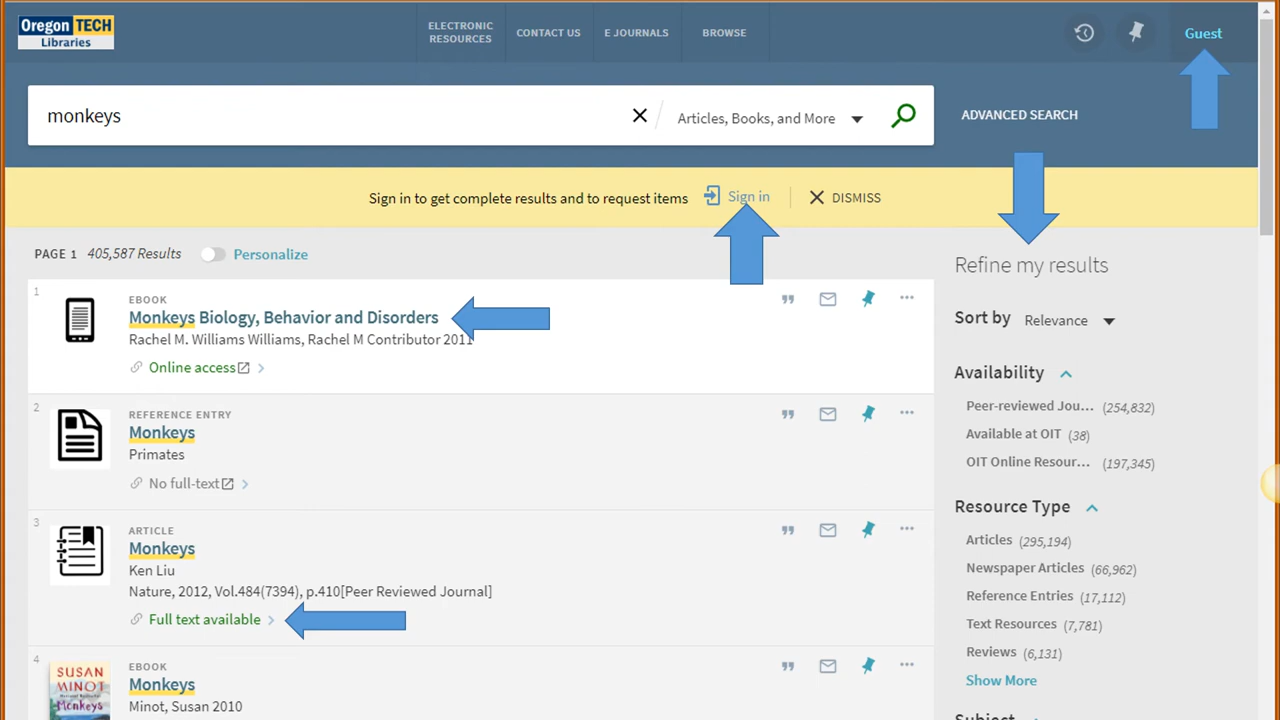 Oregon TECH
Libraries
ELECTRONIC
RESOURCES
CONTACT US
E JOURNALS
BROWSE
Guest
monkeys
Articles, Books, and More
ADVANCED SEARCH
Sign in to get complete results and to request items
Sign in
DISMISS
PAGE 1 405,587 Results
Personalize
1
EBOOK
Monkeys Biology, Behavior and Disorders
Rachel M. Williams Williams, Rachel M Contributor 2011
Online access
2
REFERENCE ENTRY
Monkeys
Primates
No full-text
3
ARTICLE
Monkeys
Ken Liu
Nature, 2012, Vol.484(7394), p.410[Peer Reviewed Journal]
Full text available
4
EBOOK
Monkeys
Minot, Susan 2010
SUSAN
MINOT
Monkeys
Refine my results
Sort by Relevance
Availability
Peer-reviewed Jou... (254,832)
Available at OIT (38)
OIT Online Resour... (197,345)
Resource Type
Articles (295,194)
Newspaper Articles (66,962)
Reference Entries (17,112)
Text Resources (7,781)
Reviews (6,131)
Show More
Subject